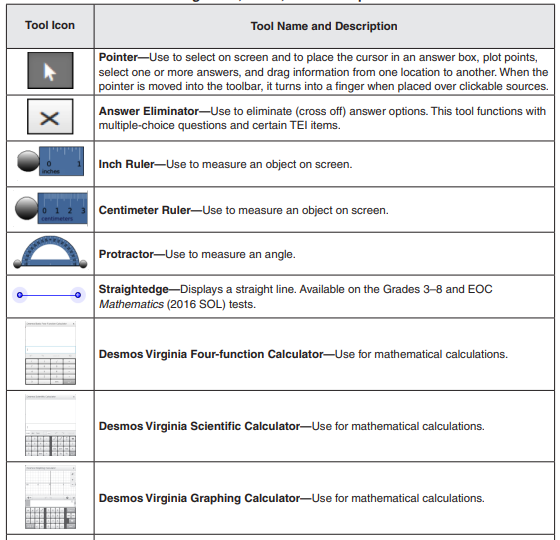 Tool Icon
Tool Name and Description
Pointer—Use to select on screen and to place the cursor in an answer box, plot points,
select one or more answers, and drag information from one location to another. When the
pointer is moved into the toolbar, it turns into a finger when placed over clickable sources.
Answer Eliminator—Use to eliminate (cross off) answer options. This tool functions with
multiple-choice questions and certain TEI items.
0 1
inches
Inch Ruler—Use to measure an object on screen.
0 1 2 3
centimeters
Centimeter Ruler—Use to measure an object on screen.
Protractor—Use to measure an angle.
Straightedge—Displays a straight line. Available on the Grades 3–8 and EOC
Mathematics (2016 SOL) tests.
Desmos Virginia Four-function Calculator—Use for mathematical calculations.
Desmos Virginia Scientific Calculator—Use for mathematical calculations.
Desmos Virginia Graphing Calculator—Use for mathematical calculations.